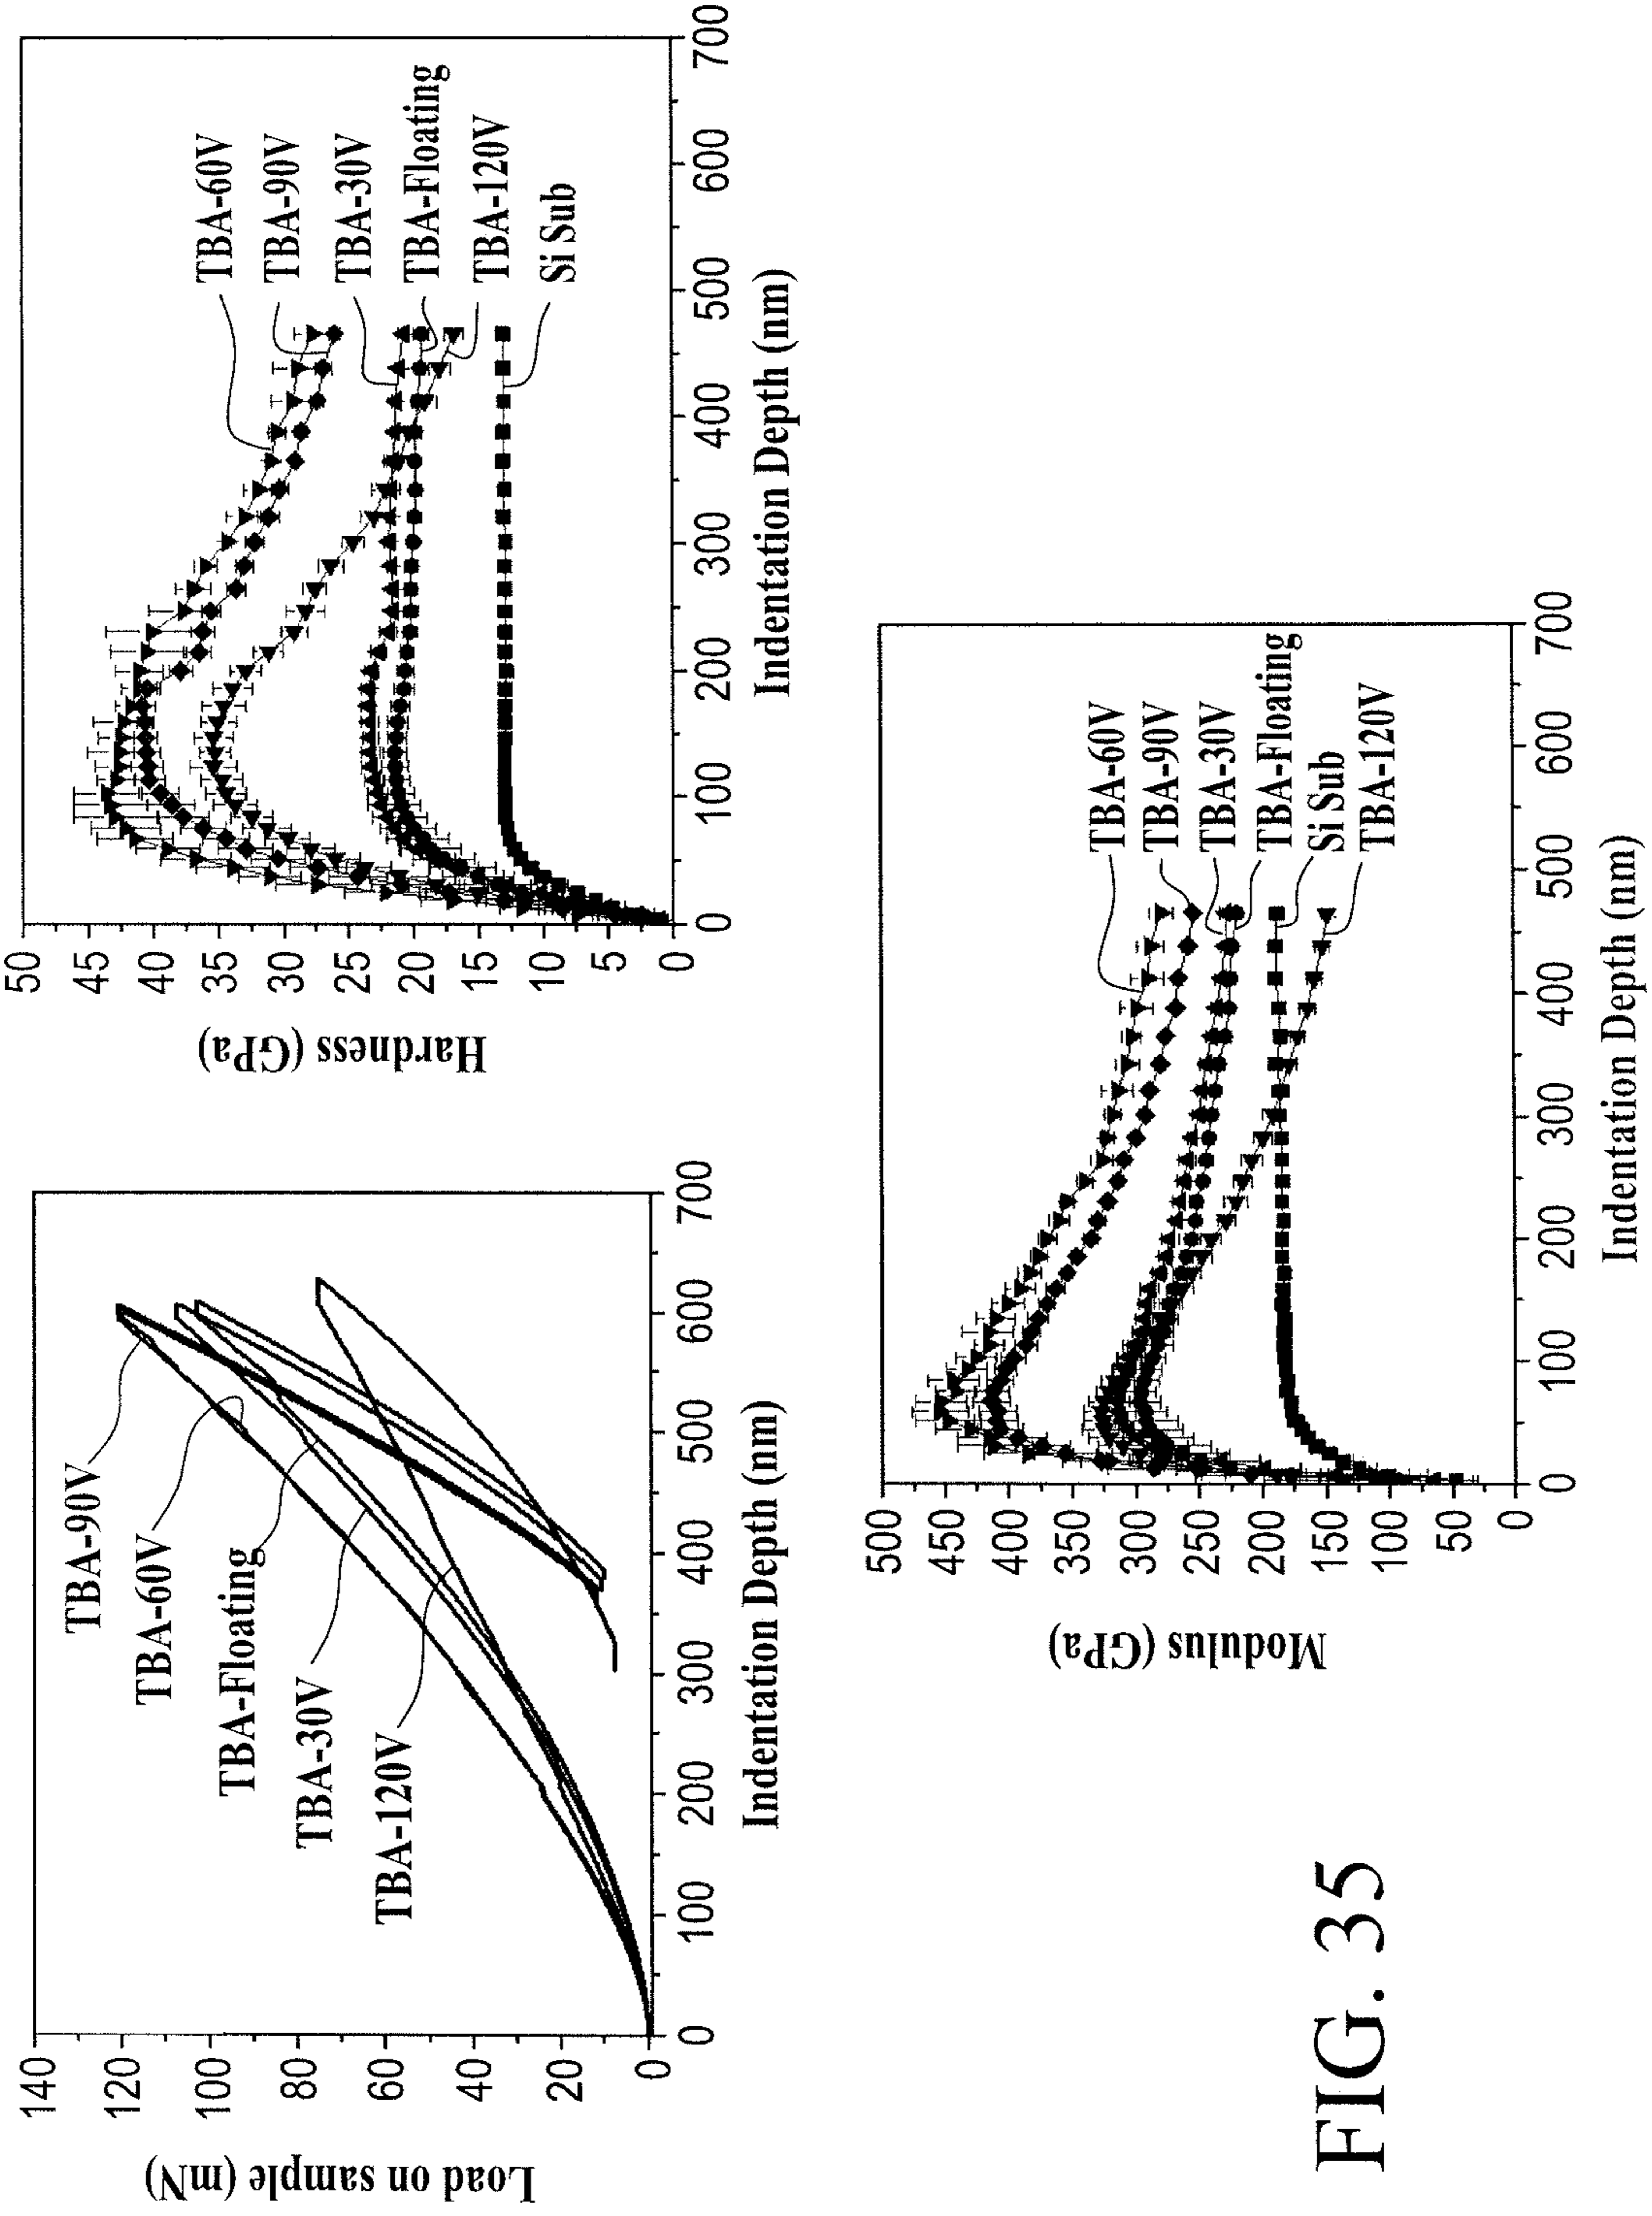 140
120
100
80
60
40
20
0
Load on sample (mN)
0 100 200 300 400 500 600 700
Indentation Depth (nm)
TBA-90V
TBA-60V
TBA-Floating
TBA-30V
TBA-120V
50
45
40
35
30
25
20
15
10
5
0
Hardness (GPa)
0 100 200 300 400 500 600 700
Indentation Depth (nm)
TBA-60V
TBA-90V
TBA-30V
TBA-Floating
TBA-120V
Si Sub
500
450
400
350
300
250
200
150
100
50
0
Modulus (GPa)
0 100 200 300 400 500 600 700
Indentation Depth (nm)
TBA-60V
TBA-90V
TBA-30V
TBA-Floating
Si Sub
TBA-120V
FIG. 35